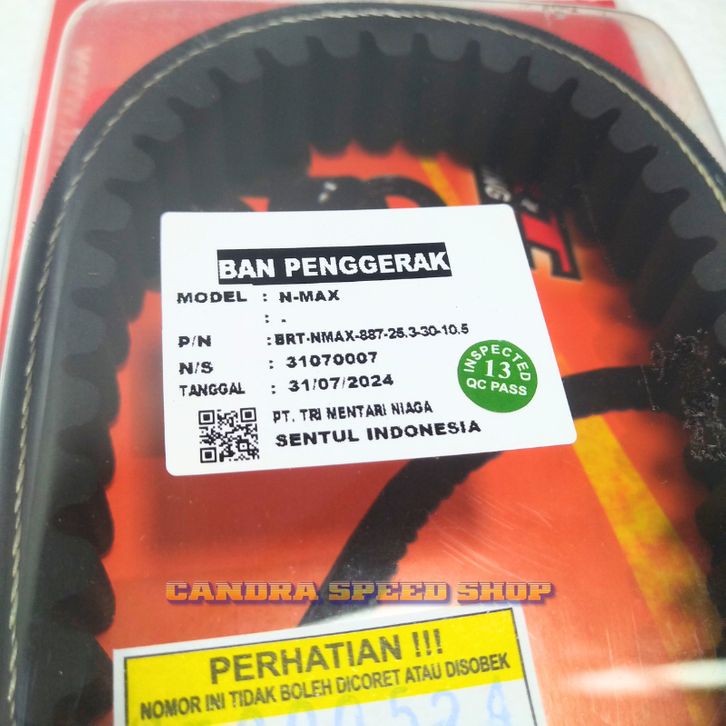 BAN PENGGERAK
MODEL : N-MAX
: .
P/N : BRT-NMAX-887-25.3-30-10.5
N/S : 31070007
TANGGAL : 31/07/2024
INSPECTED
13
QC PASS
PT. TRI MENTARI NIAGA
SENTUL INDONESIA
CANDRA SPEED SHOP
PERHATIAN !!!
NOMOR INI TIDAK BOLEH DICORET ATAU DISOBEK